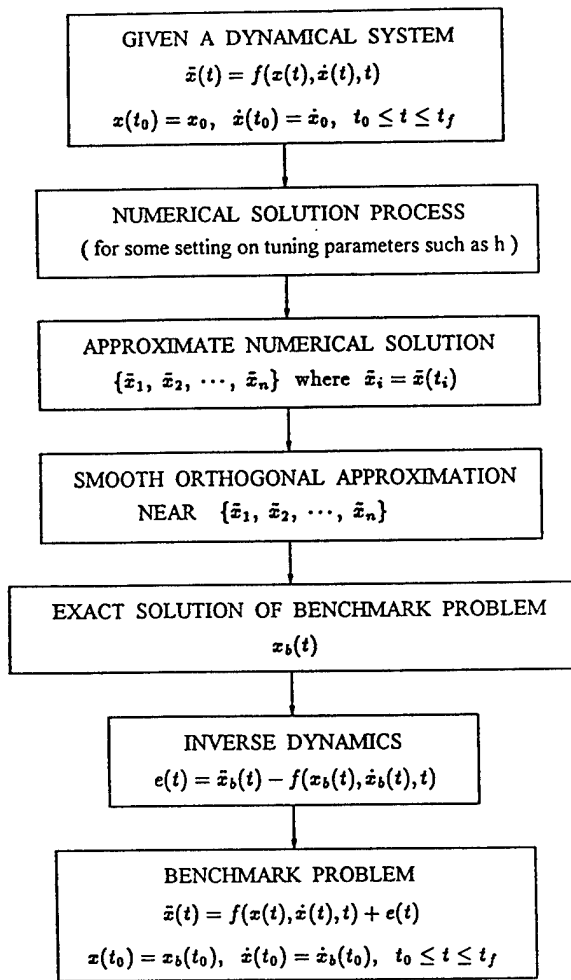 GIVEN A DYNAMICAL SYSTEM
ẍ(t) = f(x(t),ẋ(t),t)
x(t₀) = x₀, ẋ(t₀) = ẋ₀, t₀ ≤ t ≤ t_f
NUMERICAL SOLUTION PROCESS
( for some setting on tuning parameters such as h )
APPROXIMATE NUMERICAL SOLUTION
{x̄₁, x̄₂, ⋯, x̄ₙ} where x̄ᵢ = x̄(tᵢ)
SMOOTH ORTHOGONAL APPROXIMATION
NEAR {x̄₁, x̄₂, ⋯, x̄ₙ}
EXACT SOLUTION OF BENCHMARK PROBLEM
x_b(t)
INVERSE DYNAMICS
e(t) = ẍ_b(t) − f(x_b(t),ẋ_b(t),t)
BENCHMARK PROBLEM
ẍ(t) = f(x(t),ẋ(t),t) + e(t)
x(t₀) = x_b(t₀), ẋ(t₀) = ẋ_b(t₀), t₀ ≤ t ≤ t_f